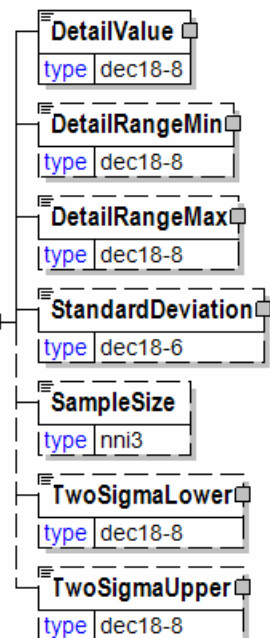 DetailValue
type dec18-8
DetailRangeMin
type dec18-8
DetailRangeMax
type dec18-8
StandardDeviation
type dec18-6
SampleSize
type nni3
TwoSigmaLower
type dec18-8
TwoSigmaUpper
type dec18-8